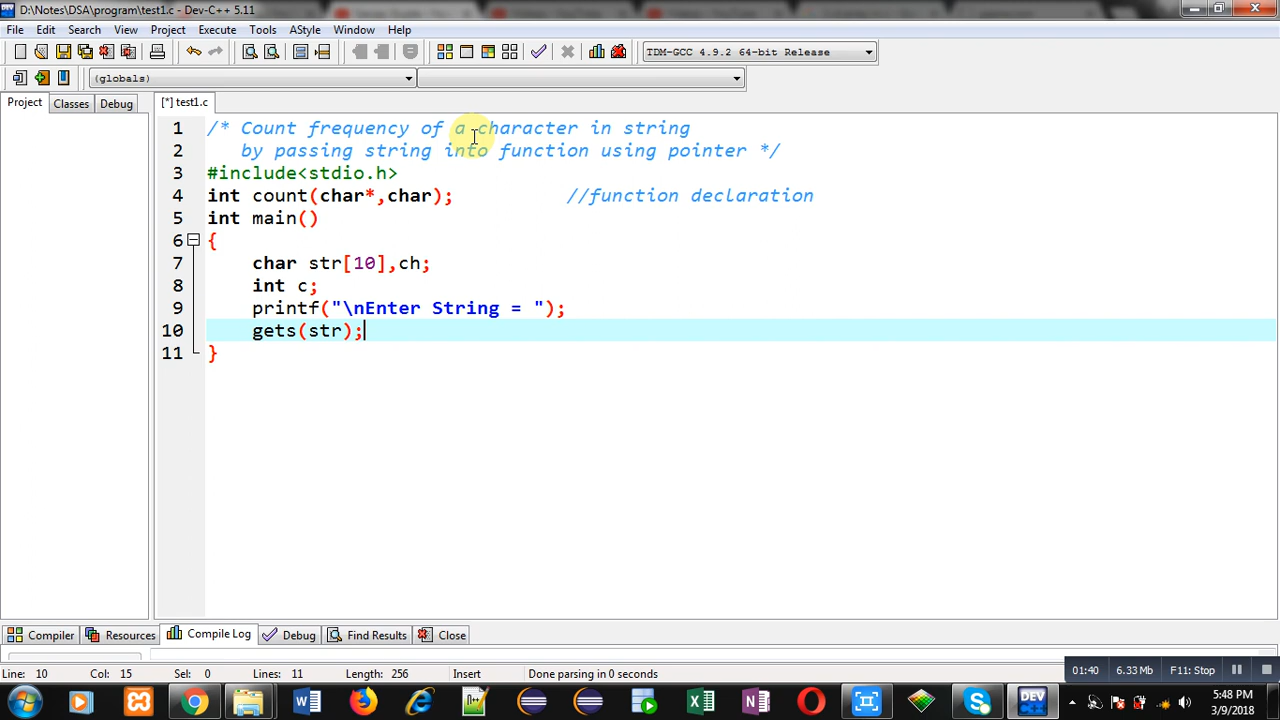 D:\Notes\DSA\program\test1.c - Dev-C++ 5.11
File Edit Search View Project Execute Tools AStyle Window Help
TDM-GCC 4.9.2 64-bit Release
(globals)
Project Classes Debug [*] test1.c
1 /* Count frequency of a character in string
2 by passing string into function using pointer */
3 #include<stdio.h>
4 int count(char*,char); //function declaration
5 int main()
6 {
7 char str[10],ch;
8 int c;
9 printf("\nEnter String = ");
10 gets(str);
11 }
Compiler Resources Compile Log Debug Find Results Close
Line: 10 Col: 15 Sel: 0 Lines: 11 Length: 256 Insert Done parsing in 0 seconds
01:40 6.33 Mb F11: Stop
DEV
5:48 PM
3/9/2018